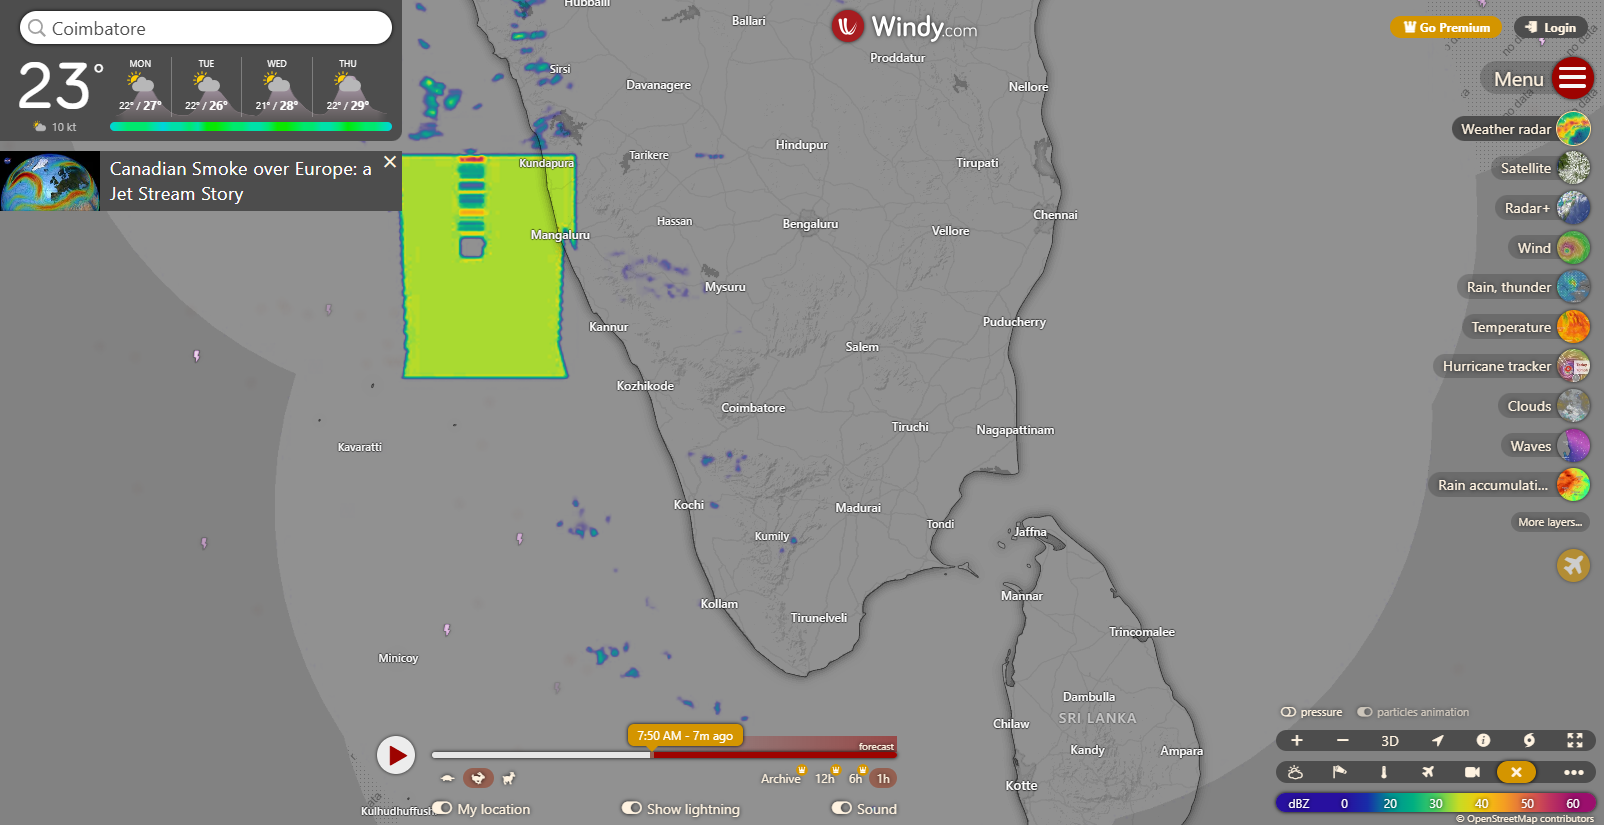 Coimbatore
23°
10 kt
MON
22° / 27°
TUE
22° / 26°
WED
21° / 28°
THU
22° / 29°
Canadian Smoke over Europe: a
Jet Stream Story
Windy.com
Go Premium
Login
Menu
no data
no data
no data
Weather radar
Satellite
Radar+
Wind
Rain, thunder
Temperature
Hurricane tracker
Clouds
Waves
Rain accumulati...
More layers...
Hubballi
Ballari
Proddatur
Sirsi
Davanagere
Nellore
Kundapura
Tarikere
Hindupur
Tirupati
Mangaluru
Hassan
Bengaluru
Vellore
Chennai
Mysuru
Kannur
Puducherry
Salem
Kozhikode
Coimbatore
Tiruchi
Nagapattinam
Kavaratti
Kochi
Madurai
Tondi
Kumily
Jaffna
Kollam
Tirunelveli
Mannar
Trincomalee
Minicoy
Dambulla
Chilaw
SRI LANKA
Kandy
Ampara
Kotte
Kulhudhuffushi
7:50 AM - 7m ago
forecast
Archive
12h
6h
1h
My location
Show lightning
Sound
pressure
particles animation
3D
dBZ 0 20 30 40 50 60
© OpenStreetMap contributors